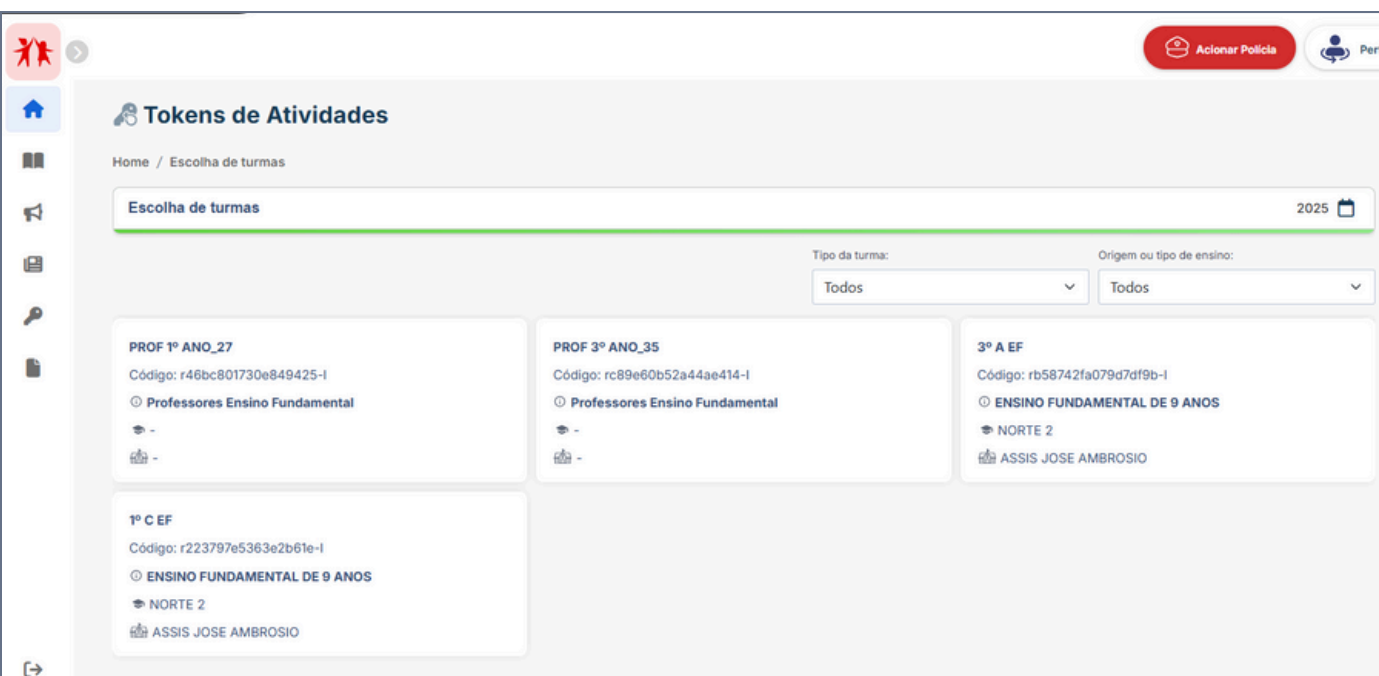 Acionar Polícia
Per
Tokens de Atividades
Home / Escolha de turmas
Escolha de turmas
2025
Tipo da turma:
Origem ou tipo de ensino:
Todos
Todos
PROF 1º ANO_27
Código: r46bc801730e849425-I
Professores Ensino Fundamental
-
-
PROF 3º ANO_35
Código: rc89e60b52a44ae414-I
Professores Ensino Fundamental
-
-
3º A EF
Código: rb58742fa079d7df9b-I
ENSINO FUNDAMENTAL DE 9 ANOS
NORTE 2
ASSIS JOSE AMBROSIO
1º C EF
Código: r223797e5363e2b61e-I
ENSINO FUNDAMENTAL DE 9 ANOS
NORTE 2
ASSIS JOSE AMBROSIO